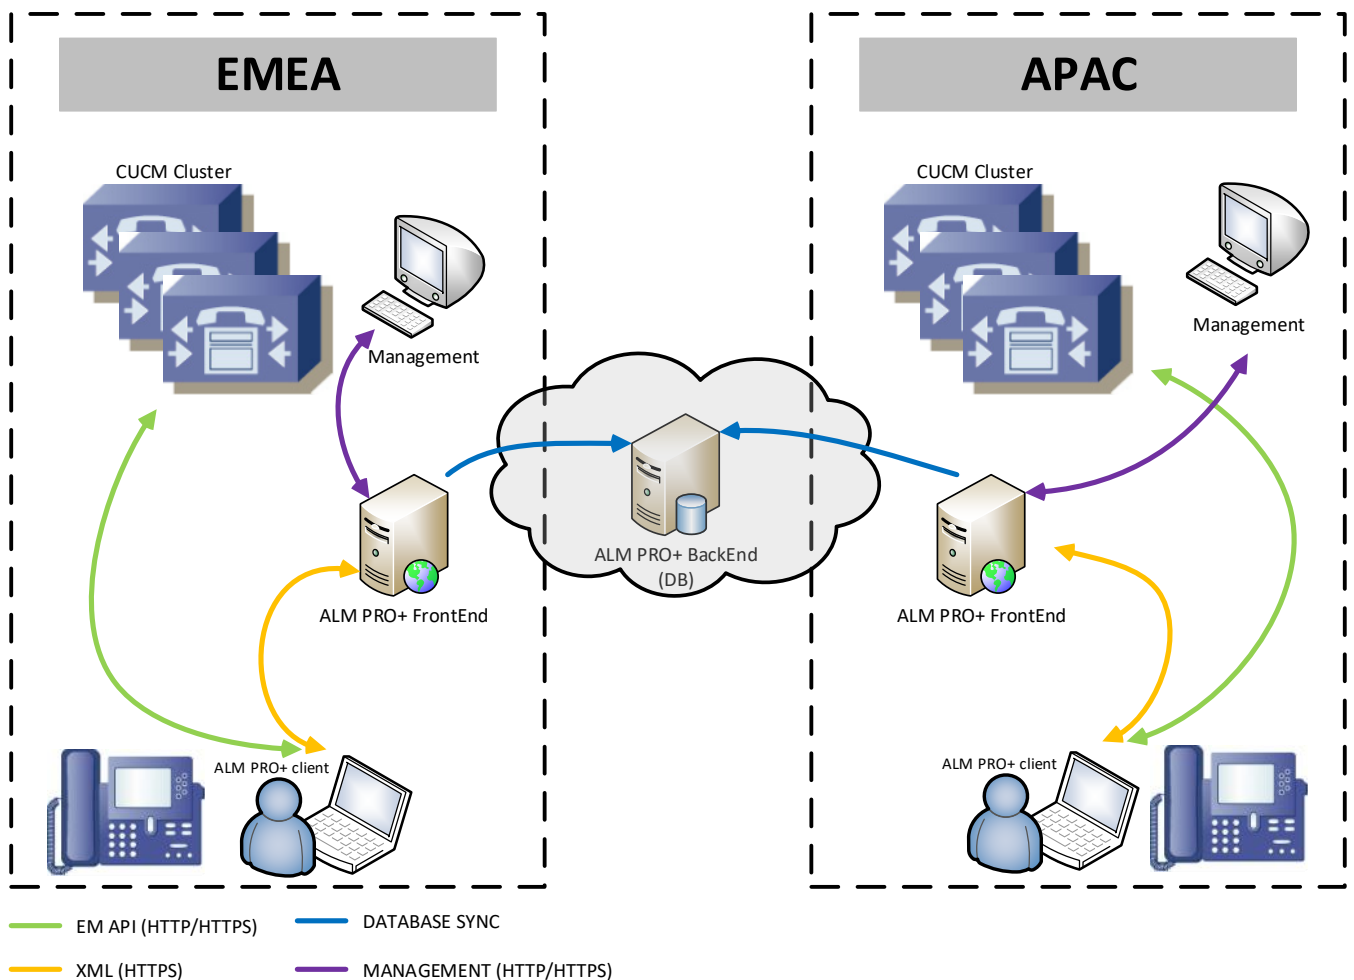 EMEA
APAC
CUCM Cluster
CUCM Cluster
Management
Management
ALM PRO+ BackEnd
(DB)
ALM PRO+ FrontEnd
ALM PRO+ FrontEnd
ALM PRO+ client
ALM PRO+ client
EM API (HTTP/HTTPS)
DATABASE SYNC
XML (HTTPS)
MANAGEMENT (HTTP/HTTPS)